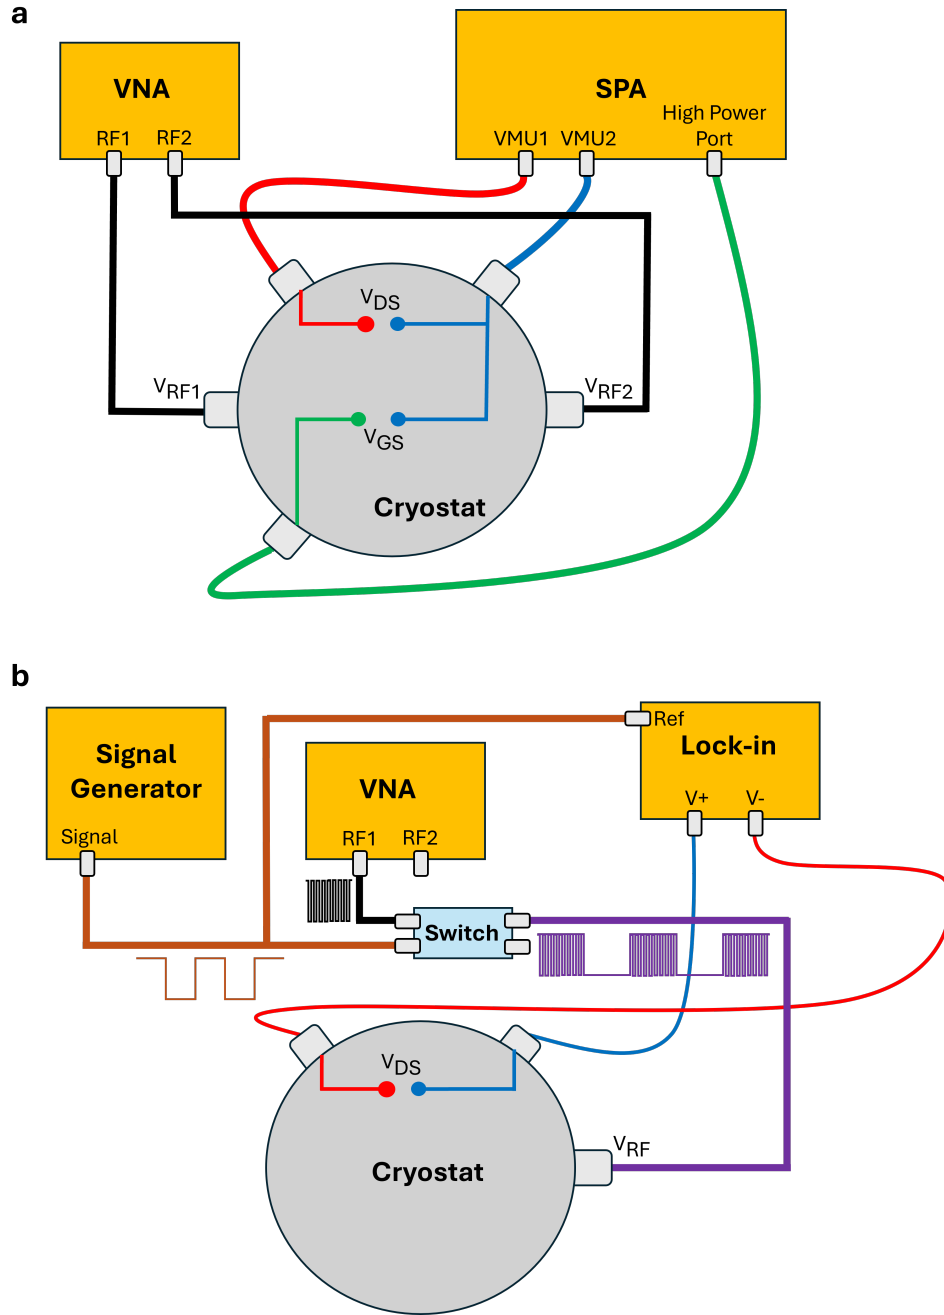 a
VNA
RF1 RF2
SPA
High Power
VMU1 VMU2 Port
VDS
VRF1
VRF2
VGS
Cryostat
b
Signal
Generator
Signal
VNA
RF1 RF2
Ref
Lock-in
V+ V-
Switch
VDS
VRF
Cryostat